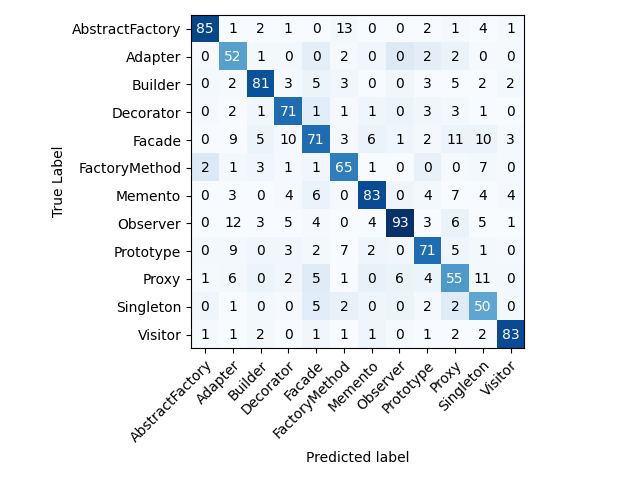 AbstractFactory 85 1 2 1 0 13 0 0 2 1 4 1
Adapter 0 52 1 0 0 2 0 0 2 2 0 0
Builder 0 2 81 3 5 3 0 0 3 5 2 2
Decorator 0 2 1 71 1 1 1 0 3 3 1 0
Facade 0 9 5 10 71 3 6 1 2 11 10 3
FactoryMethod 2 1 3 1 1 65 1 0 0 0 7 0
Memento 0 3 0 4 6 0 83 0 4 7 4 4
Observer 0 12 3 5 4 0 4 93 3 6 5 1
Prototype 0 9 0 3 2 7 2 0 71 5 1 0
Proxy 1 6 0 2 5 1 0 6 4 55 11 0
Singleton 0 1 0 0 5 2 0 0 2 2 50 0
Visitor 1 1 2 0 1 1 1 0 1 2 2 83
True Label
AbstractFactory Adapter Builder Decorator Facade FactoryMethod Memento Observer Prototype Proxy Singleton Visitor
Predicted label